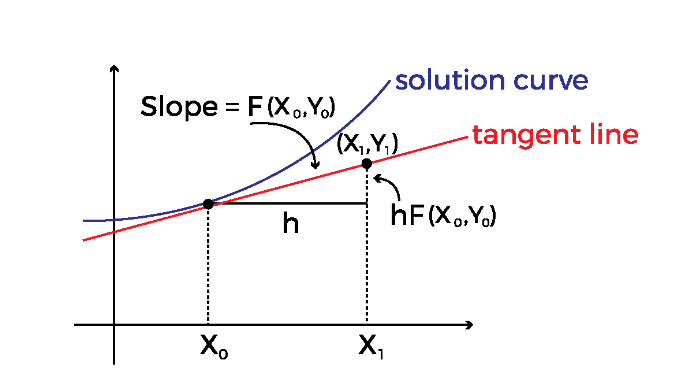 solution curve
Slope = F(X₀,Y₀)
tangent line
(X₁,Y₁)
h
hF(X₀,Y₀)
X₀
X₁